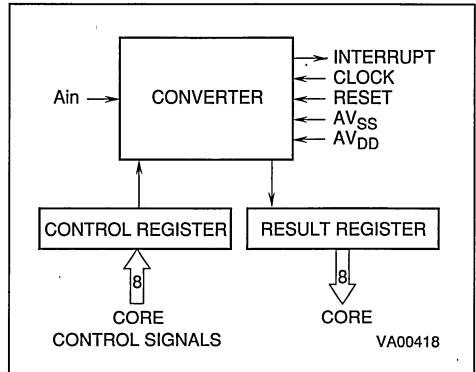 INTERRUPT
CLOCK
Ain
CONVERTER
RESET
AVSS
AVDD
CONTROL REGISTER
RESULT REGISTER
8
8
CORE
CONTROL SIGNALS
CORE
VA00418